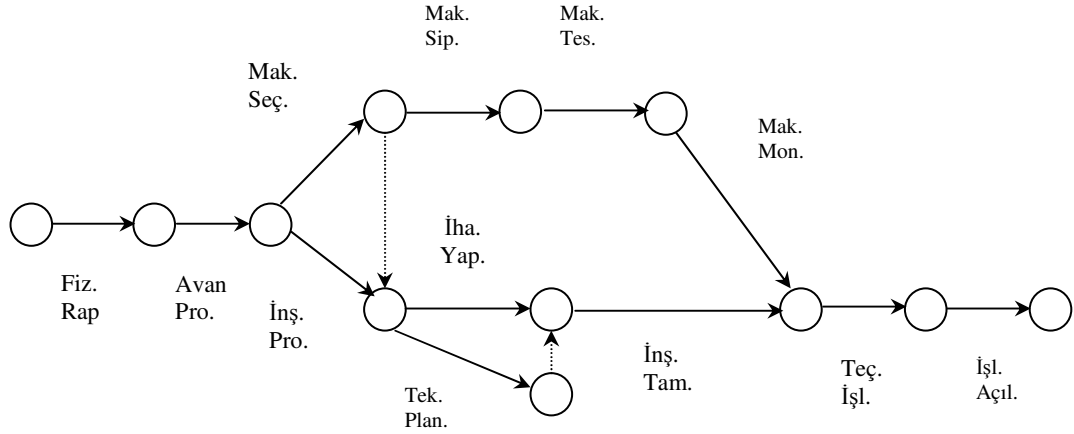 Mak.
Sip.
Mak.
Tes.
Mak.
Seç.
Mak.
Mon.
İha.
Yap.
Fiz.
Rap
Avan
Pro.
İnş.
Pro.
Tek.
Plan.
İnş.
Tam.
Teç.
İşl.
İşl.
Açıl.